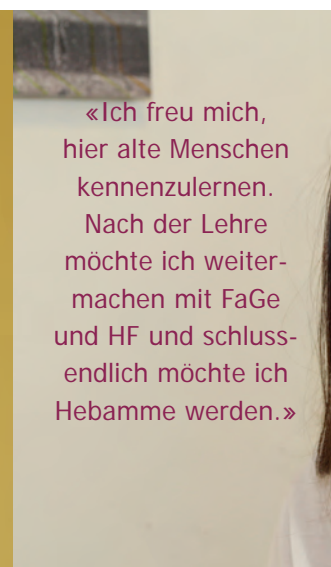 «Ich freu mich,
hier alte Menschen
kennenzulernen.
Nach der Lehre
möchte ich weiter-
machen mit FaGe
und HF und schluss-
endlich möchte ich
Hebamme werden.»